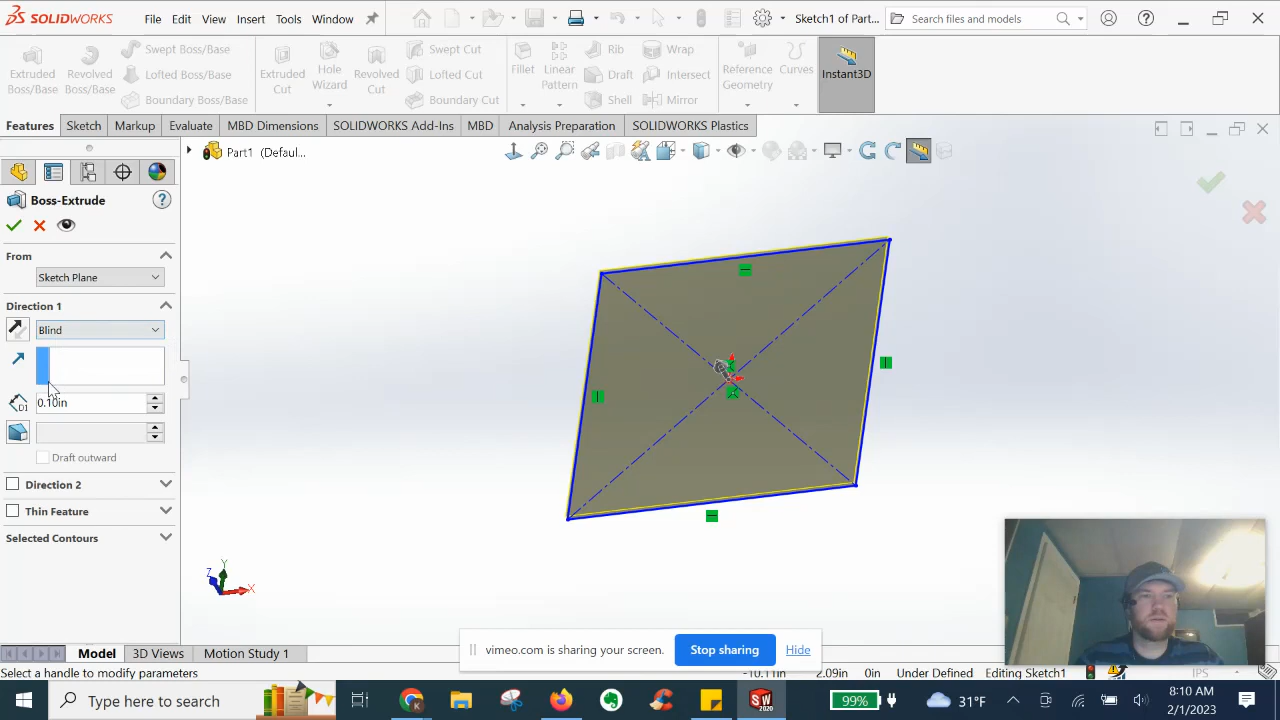 SOLIDWORKS File Edit View Insert Tools Window Sketch1 of Part... Search files and models
Extruded Boss/Base Revolved Boss/Base Swept Boss/Base Lofted Boss/Base Boundary Boss/Base Extruded Cut Hole Wizard Revolved Cut Swept Cut Lofted Cut Boundary Cut Fillet Linear Pattern Rib Draft Shell Wrap Intersect Mirror Reference Geometry Curves Instant3D
Features Sketch Markup Evaluate MBD Dimensions SOLIDWORKS Add-Ins MBD Analysis Preparation SOLIDWORKS Plastics
Part1 (Defaul...
Boss-Extrude
From
Sketch Plane
Direction 1
Blind
0.10in
D1
Draft outward
Direction 2
Thin Feature
Selected Contours
Y
Z
X
vimeo.com is sharing your screen. Stop sharing Hide
Model 3D Views Motion Study 1
Select a handle to modify parameters -10.11in 2.09in 0in Editing Sketch1 IPS
Type here to search SW 2020 99% 31°F 8:10 AM
2/1/2023